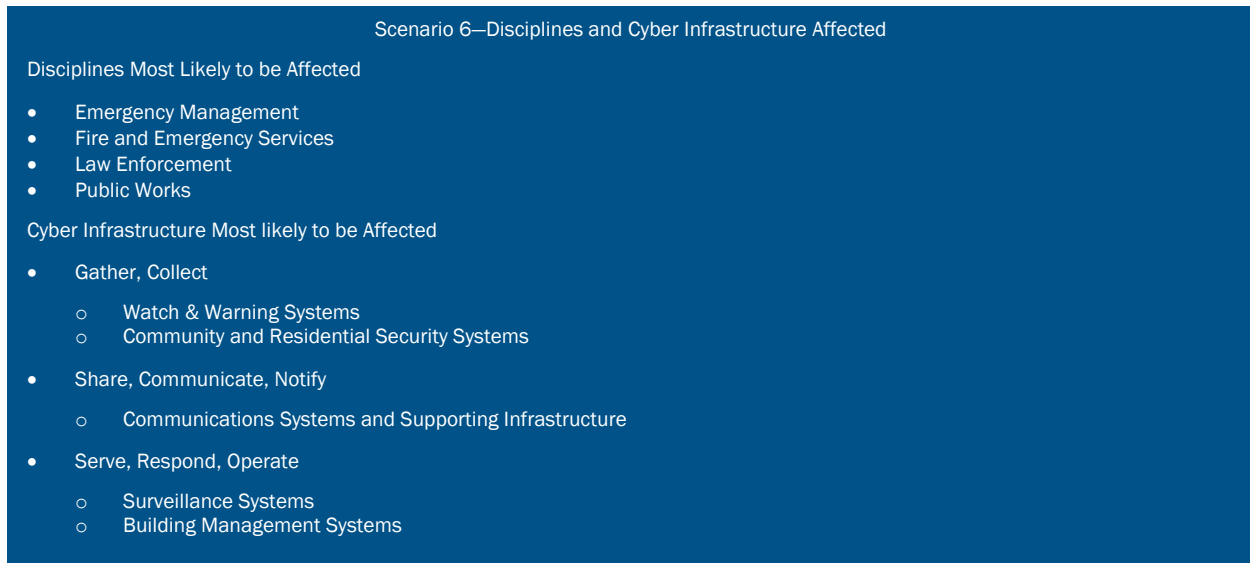 Scenario 6—Disciplines and Cyber Infrastructure Affected
Disciplines Most Likely to be Affected
• Emergency Management
• Fire and Emergency Services
• Law Enforcement
• Public Works
Cyber Infrastructure Most likely to be Affected
• Gather, Collect
o Watch & Warning Systems
o Community and Residential Security Systems
• Share, Communicate, Notify
o Communications Systems and Supporting Infrastructure
• Serve, Respond, Operate
o Surveillance Systems
o Building Management Systems